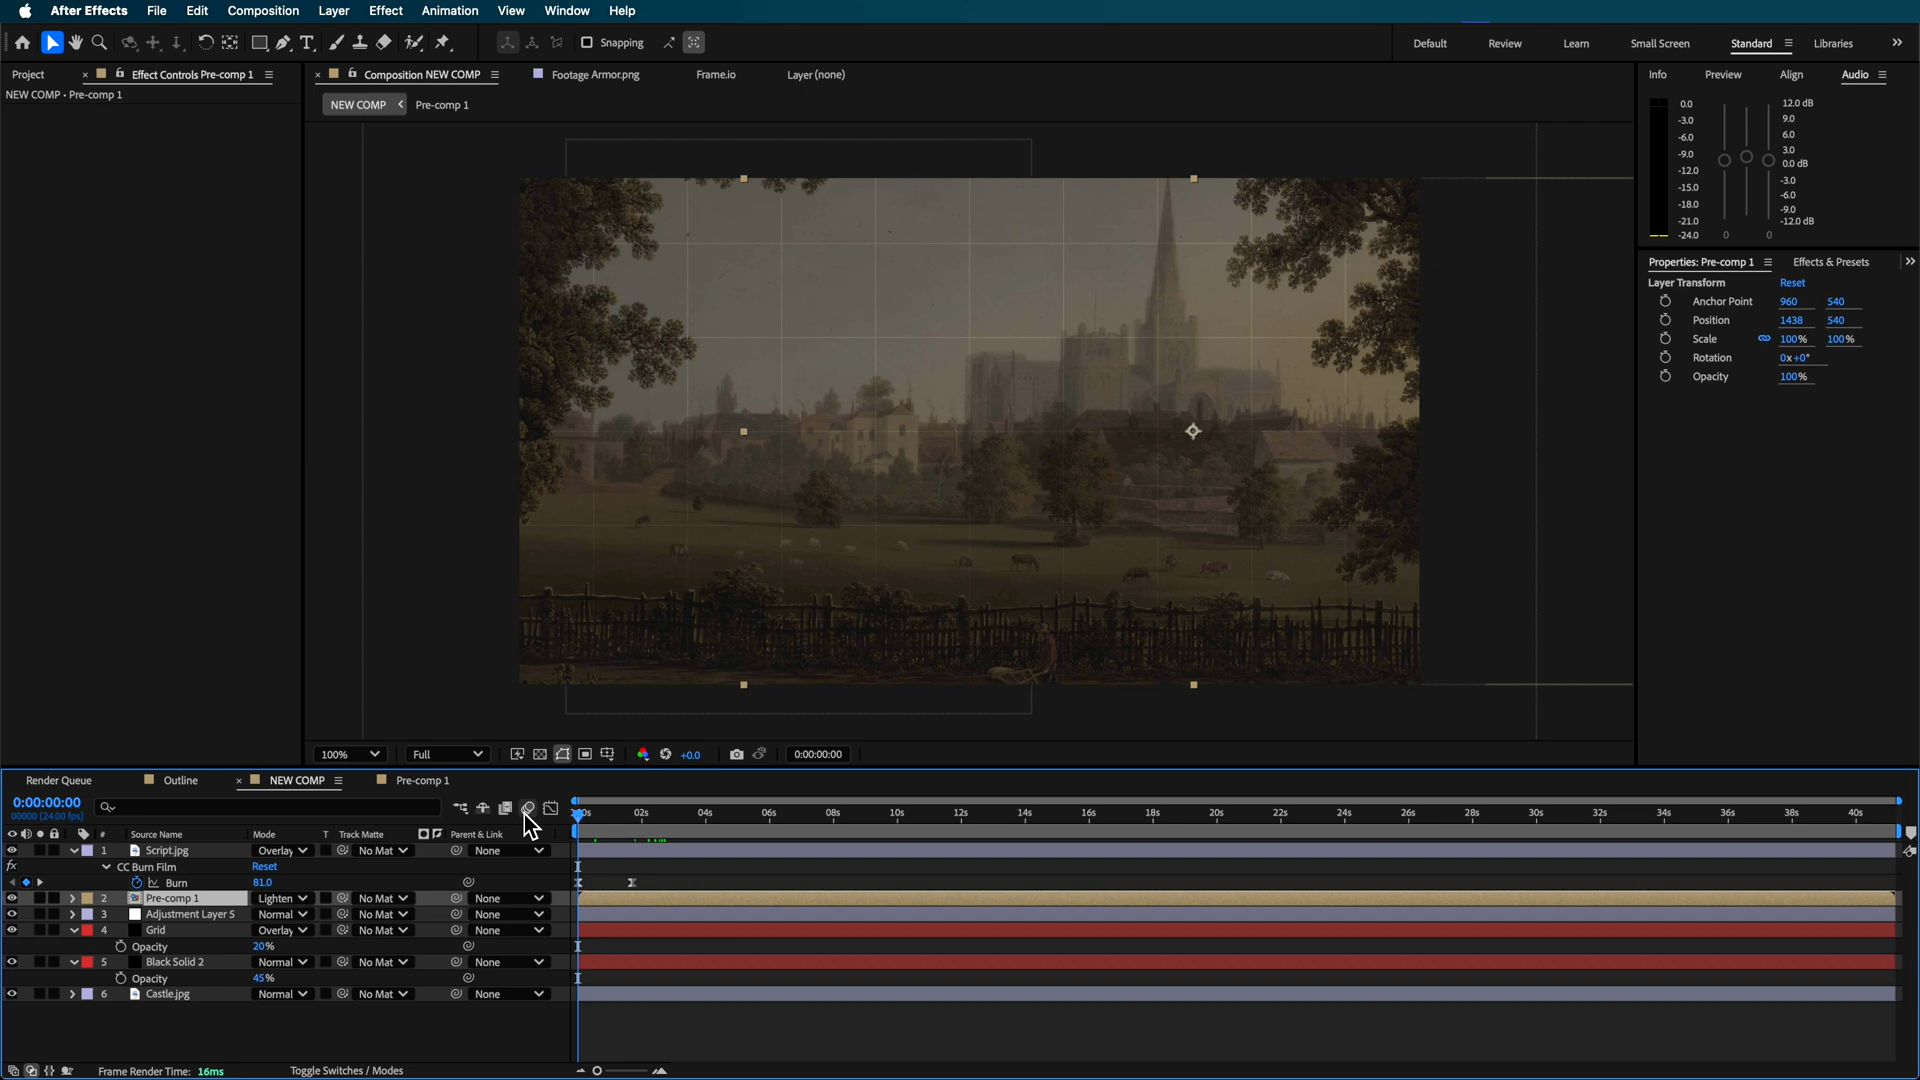 After Effects File Edit Composition Layer Effect Animation View Window Help
Snapping
Default Review Learn Small Screen Standard Libraries
Project Effect Controls Pre-comp 1
NEW COMP • Pre-comp 1
Composition NEW COMP Footage Armor.png Frame.io Layer (none)
NEW COMP Pre-comp 1
Info Preview Align Audio
0.0
-3.0
-6.0
-9.0
-12.0
-15.0
-18.0
-21.0
-24.0
12.0 dB
9.0
6.0
3.0
0.0 dB
-3.0
-6.0
-9.0
-12.0 dB
0 0
Properties: Pre-comp 1 Effects & Presets
Layer Transform Reset
Anchor Point 960 540
Position 1438 540
Scale 100% 100%
Rotation 0x+0°
Opacity 100%
100% Full +0.0 0:00:00:00
Render Queue Outline NEW COMP Pre-comp 1
0:00:00:00
00000 (24.00 fps)
02s 04s 06s 08s 10s 12s 14s 16s 18s 20s 22s 24s 26s 28s 30s 32s 34s 36s 38s 40s
# Source Name Mode T Track Matte Parent & Link
1 Script.jpg Overlay No Mat None
fx CC Burn Film Reset
Burn 81.0
2 Pre-comp 1 Lighten No Mat None
3 Adjustment Layer 5 Normal No Mat None
4 Grid Overlay No Mat None
Opacity 20%
5 Black Solid 2 Normal No Mat None
Opacity 45%
6 Castle.jpg Normal No Mat None
Frame Render Time: 16ms Toggle Switches / Modes